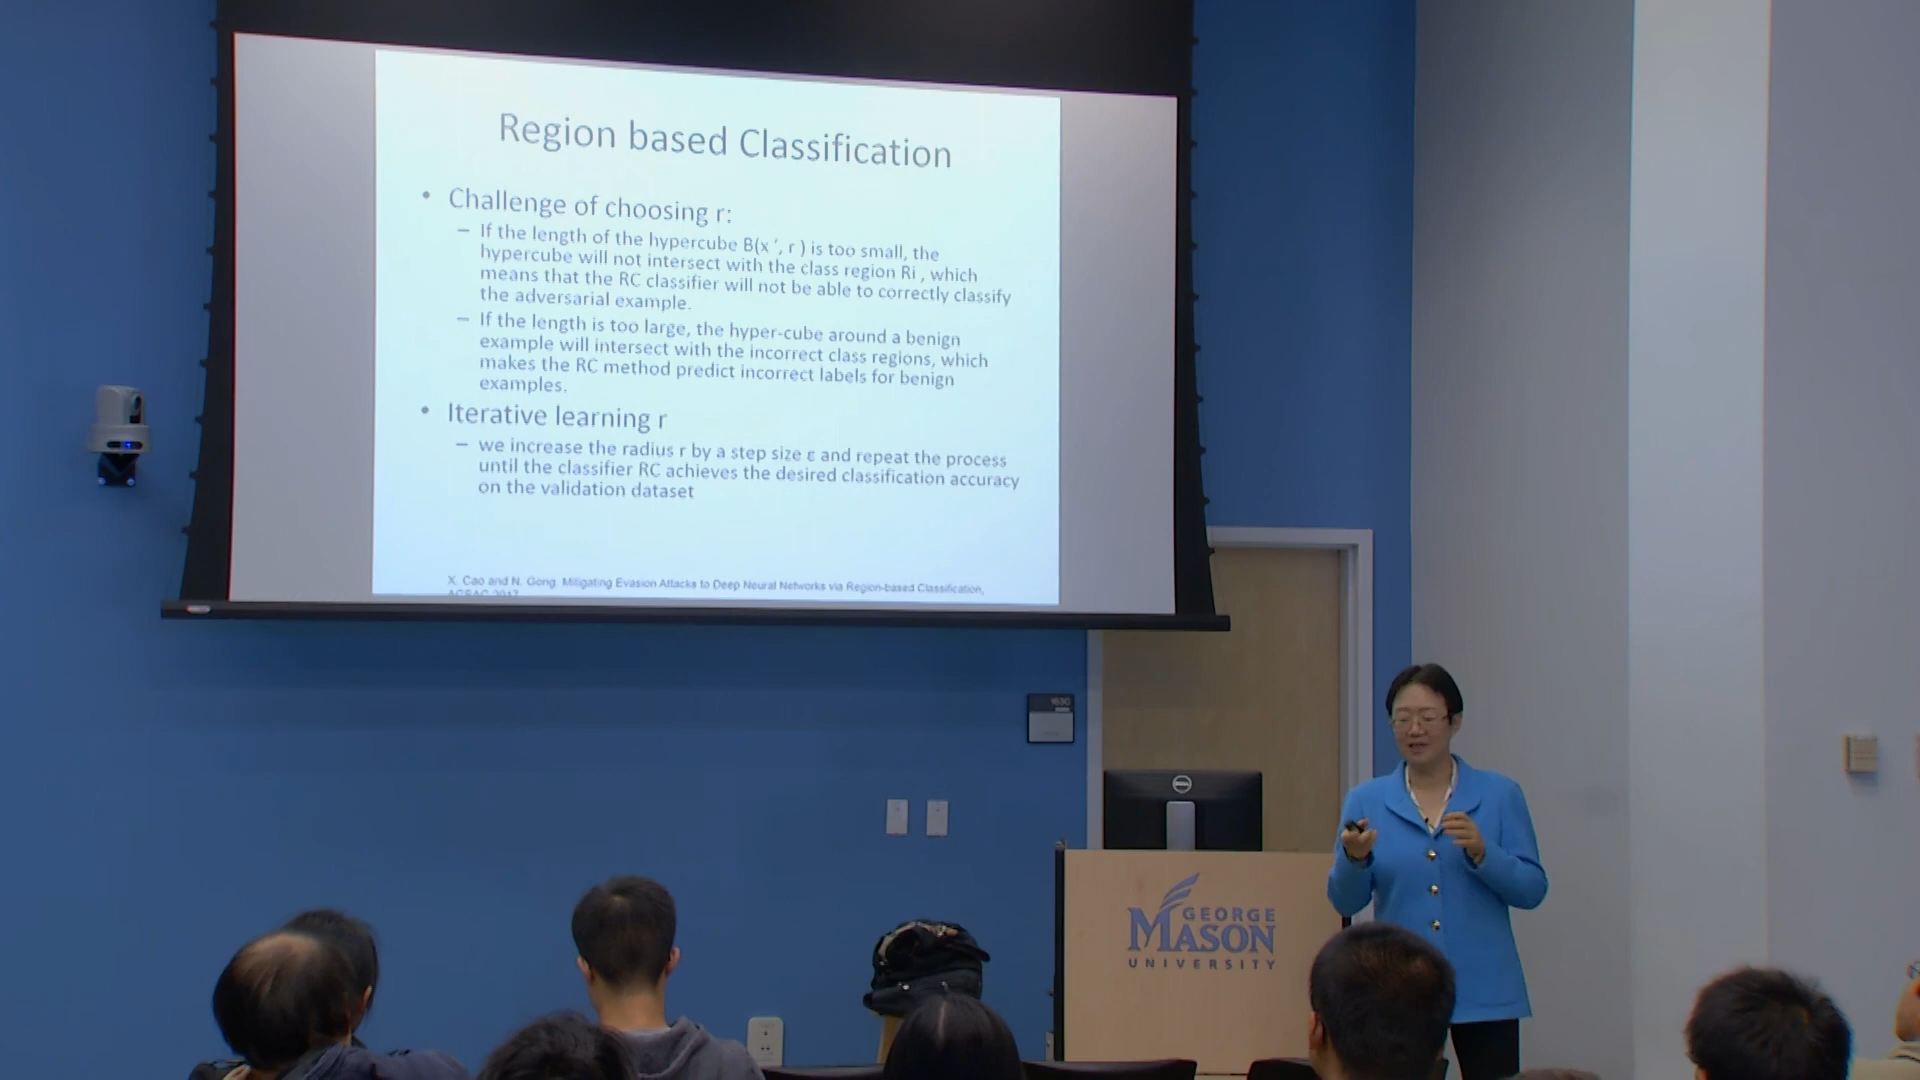 Region based Classification
• Challenge of choosing r:
– If the length of the hypercube B(x ′, r ) is too small, the
hypercube will not intersect with the class region Ri , which
means that the RC classifier will not be able to correctly classify
the adversarial example.
– If the length is too large, the hyper-cube around a benign
example will intersect with the incorrect class regions, which
makes the RC method predict incorrect labels for benign
examples.
• Iterative learning r
– we increase the radius r by a step size ε and repeat the process
until the classifier RC achieves the desired classification accuracy
on the validation dataset
X. Cao and N. Gong. Mitigating Evasion Attacks to Deep Neural Networks via Region-based Classification,
ACSAC 2017
163C
DELL
GEORGE
MASON
UNIVERSITY